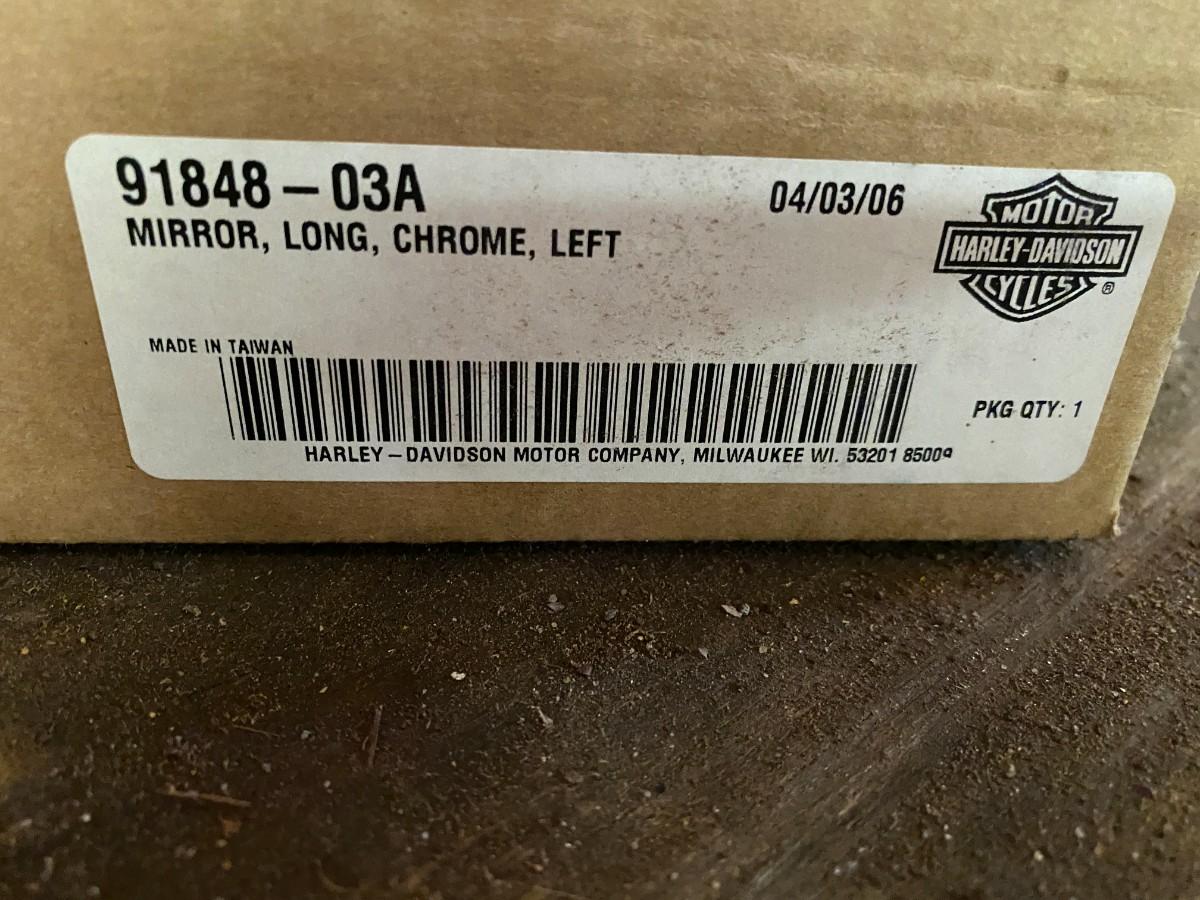 91848-03A
04/03/06
MIRROR, LONG, CHROME, LEFT
MOTOR
HARLEY-DAVIDSON
CYCLES ®
MADE IN TAIWAN
PKG QTY: 1
HARLEY-DAVIDSON MOTOR COMPANY, MILWAUKEE WI. 53201 85009